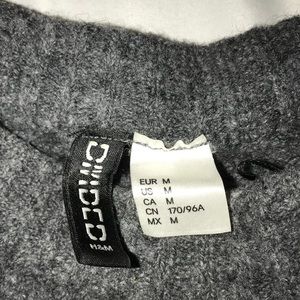 DIVIDED
H&M
EUR M
US M
CA M
CN 170/96A
MX M